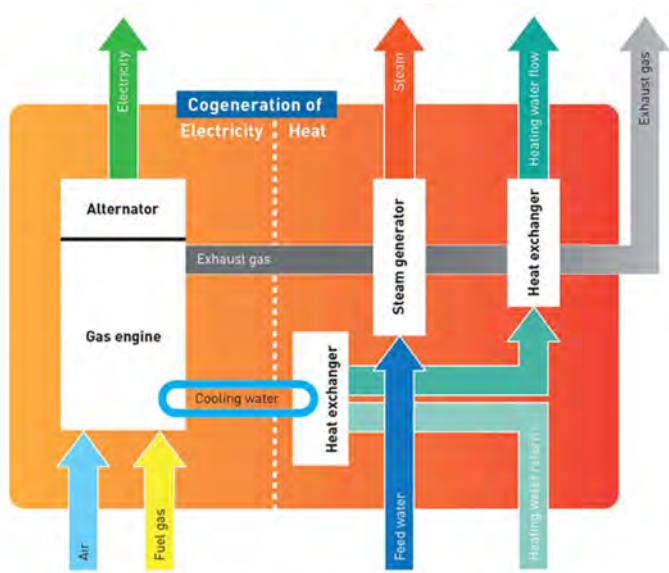 Electricity
Steam
Heating water flow
Exhaust gas
Cogeneration of
Electricity
Heat
Alternator
Exhaust gas
Steam generator
Heat exchanger
Gas engine
Cooling water
Heat exchanger
Air
Fuel gas
Feed water
Heating water return